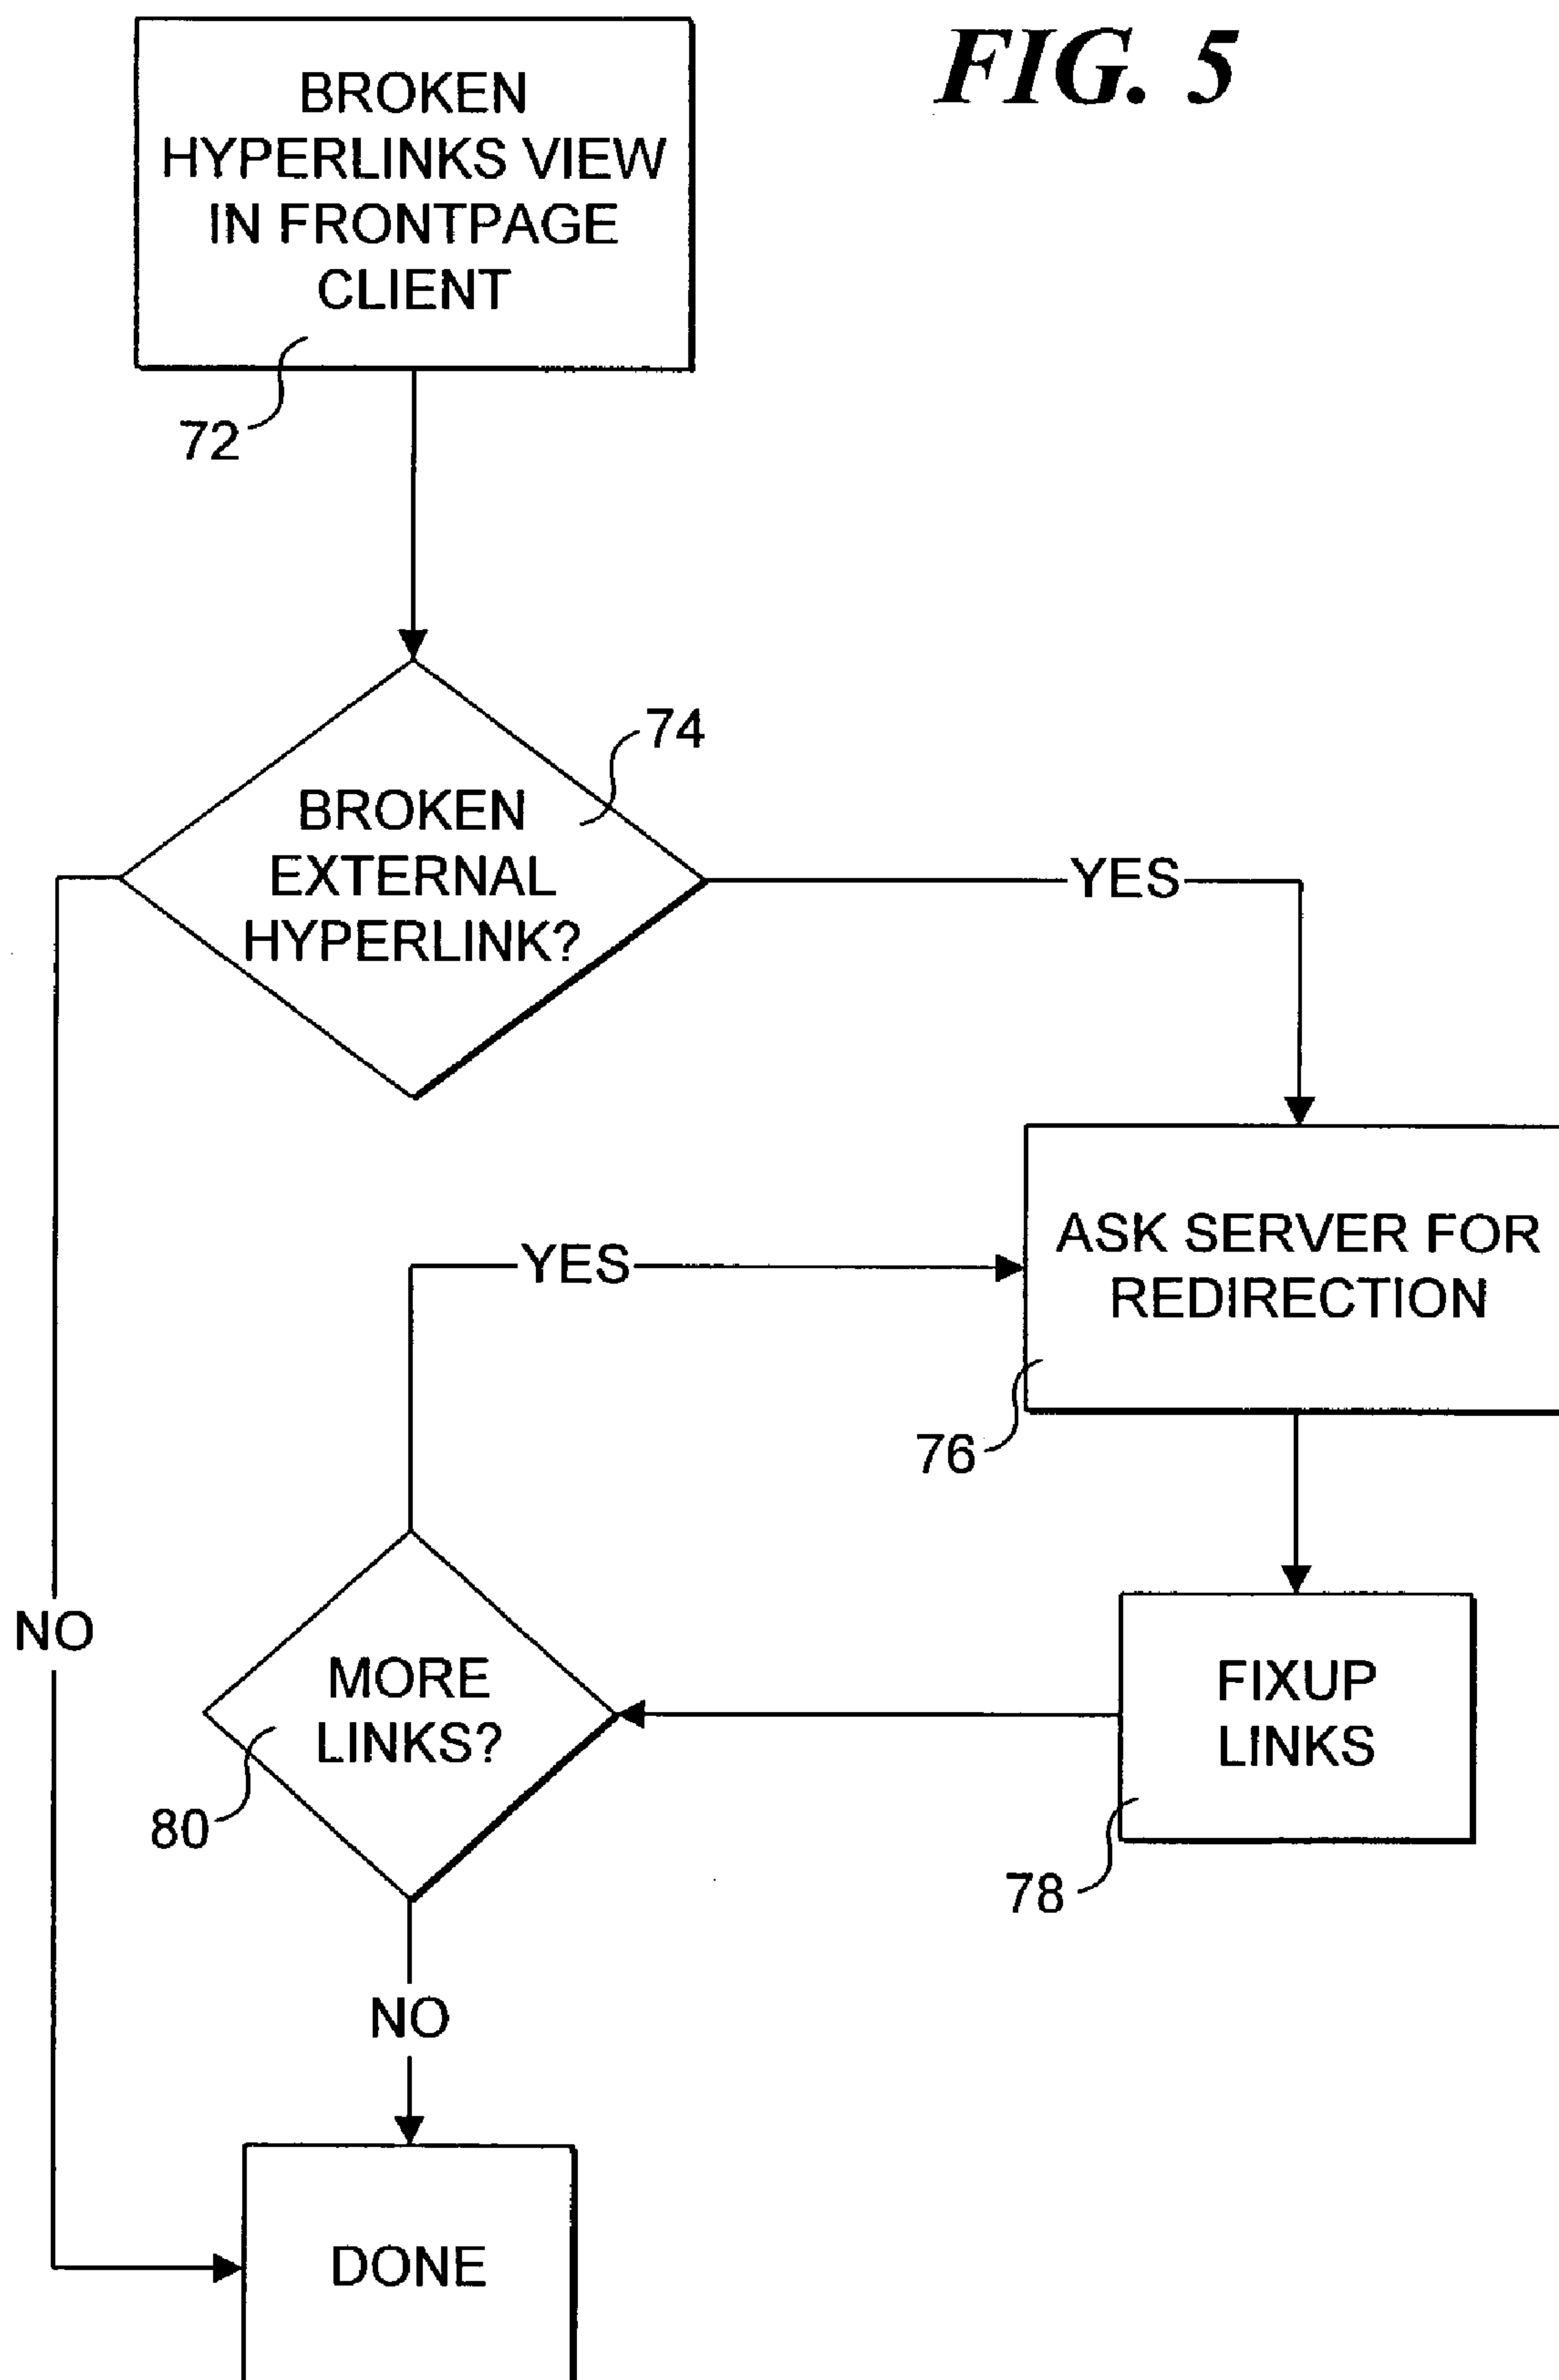 FIG. 5
BROKEN
HYPERLINKS VIEW
IN FRONTPAGE
CLIENT
72
74
BROKEN
EXTERNAL
HYPERLINK?
YES
ASK SERVER FOR
REDIRECTION
YES
76
NO
MORE
LINKS?
FIXUP
LINKS
80
78
NO
DONE